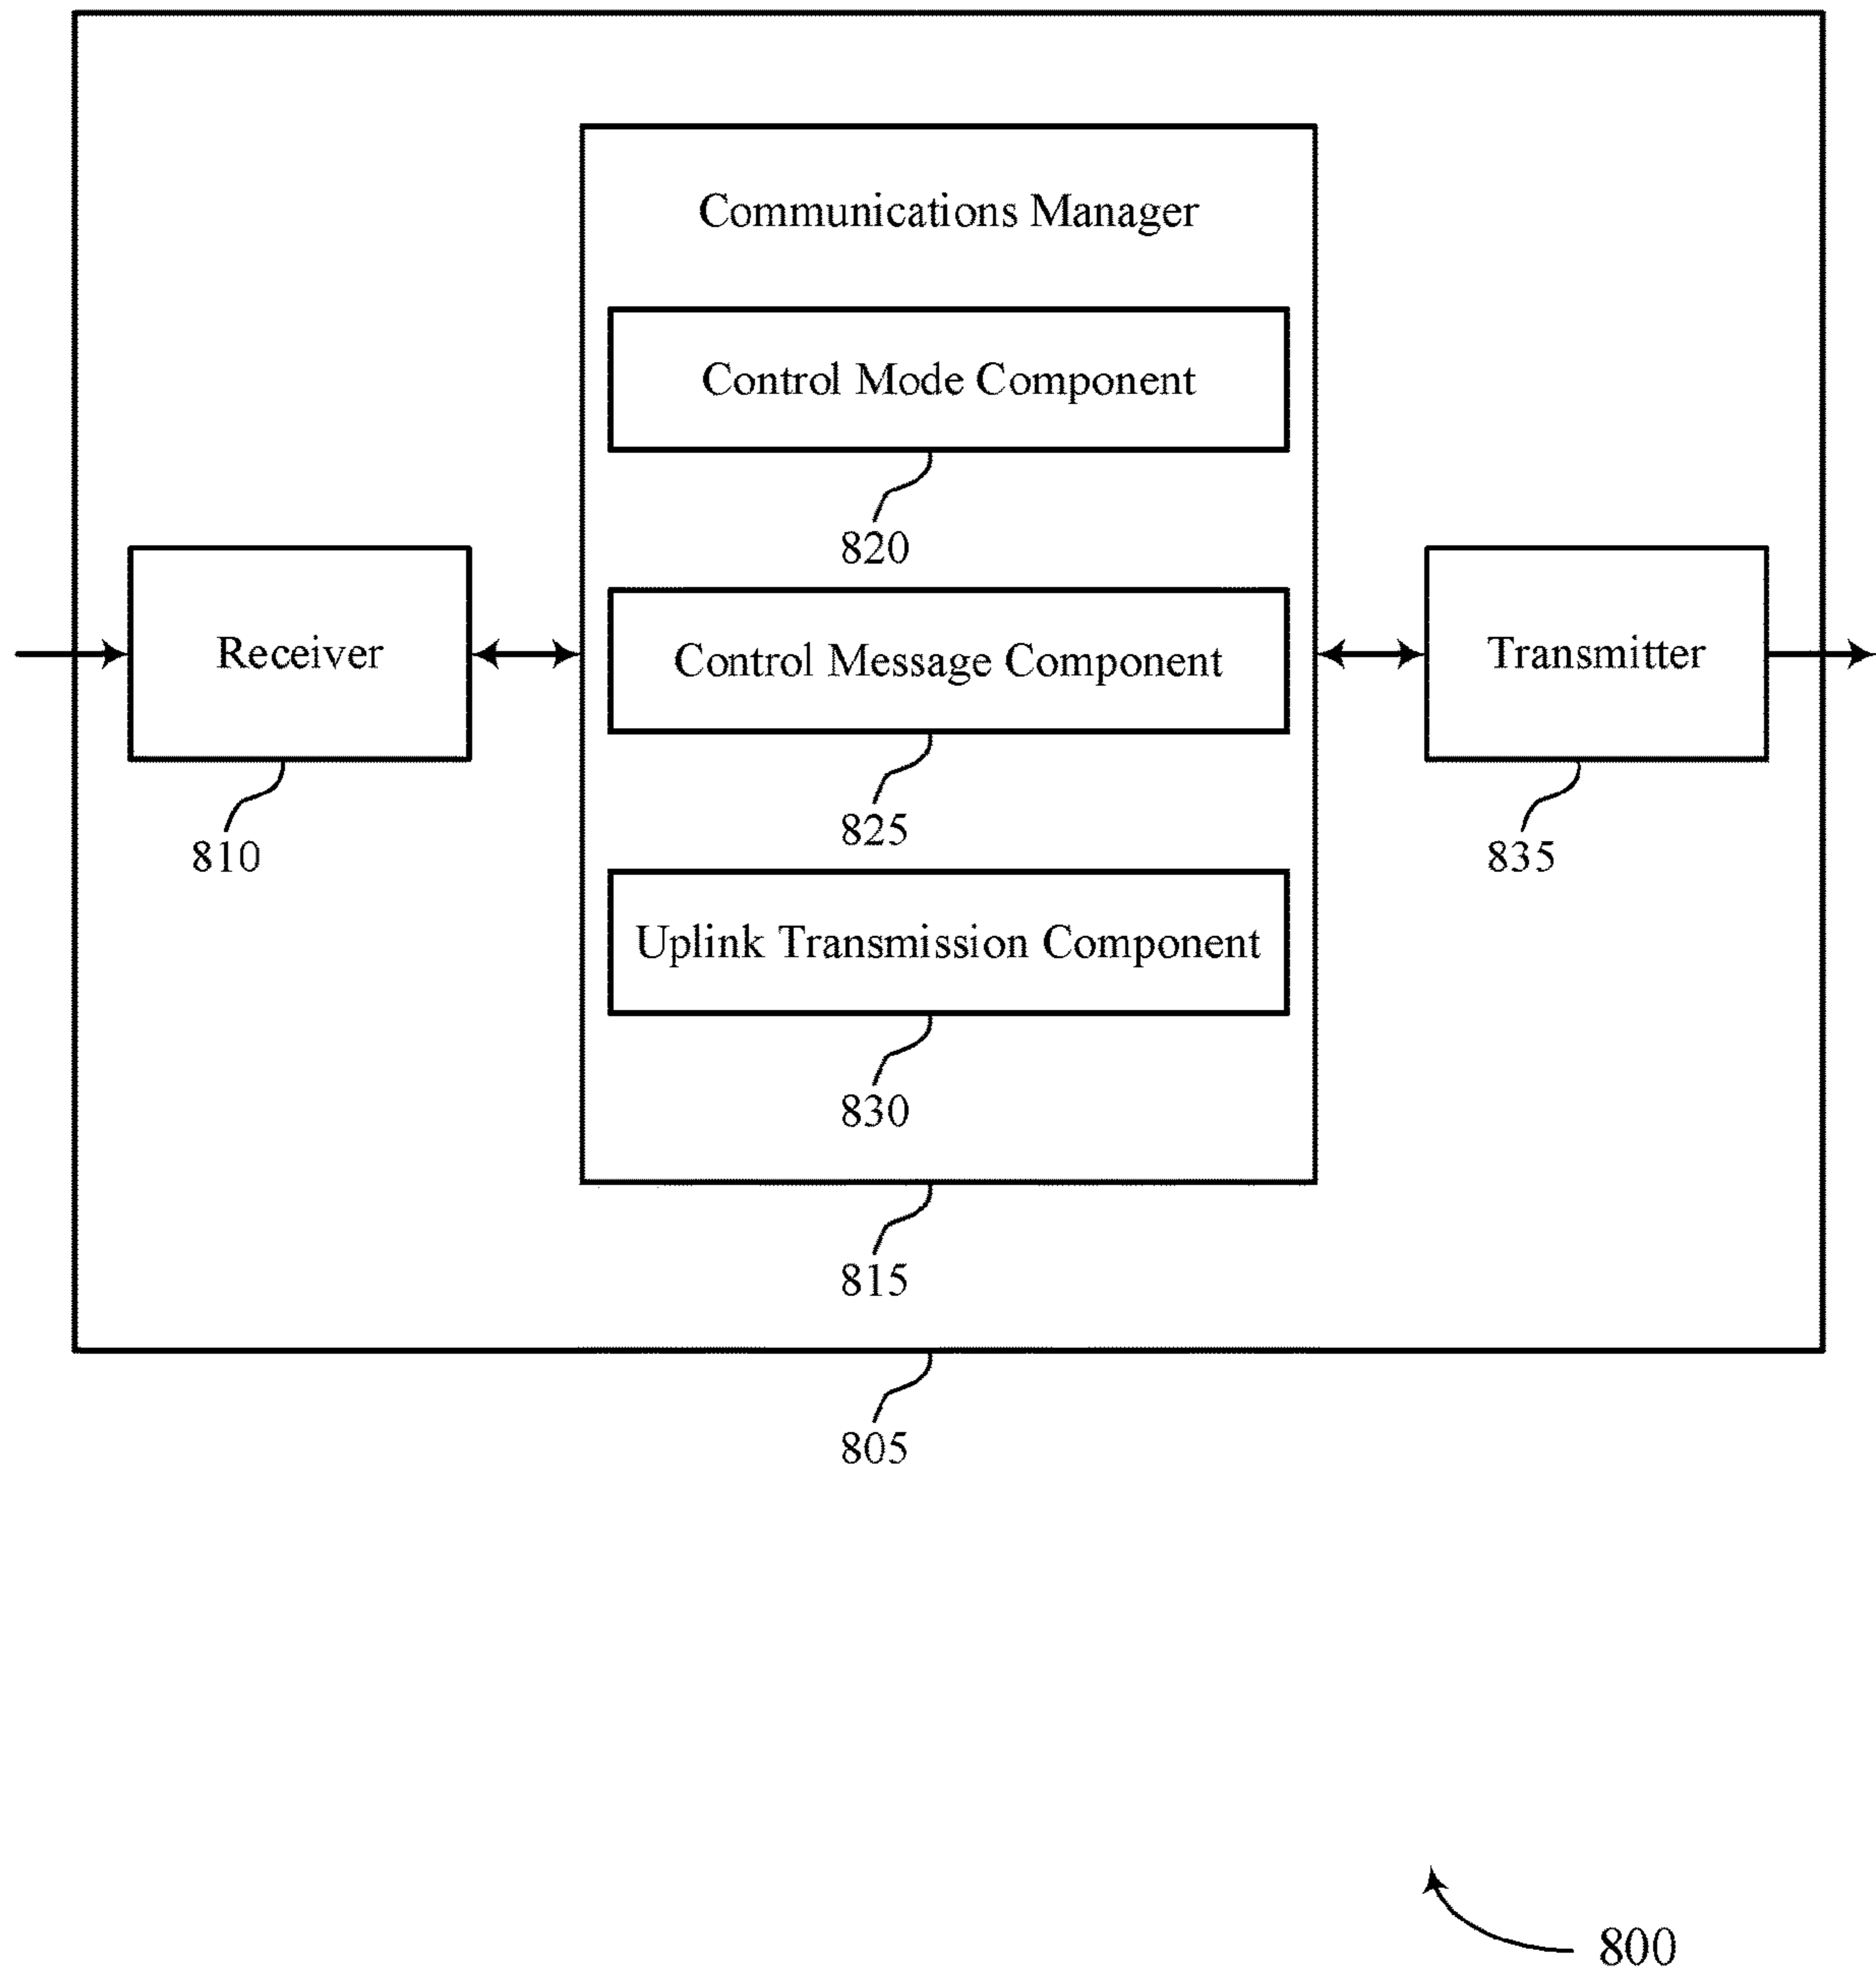 Communications Manager
Control Mode Component
820
Receiver
810
Control Message Component
825
Transmitter
835
Uplink Transmission Component
830
815
805
800